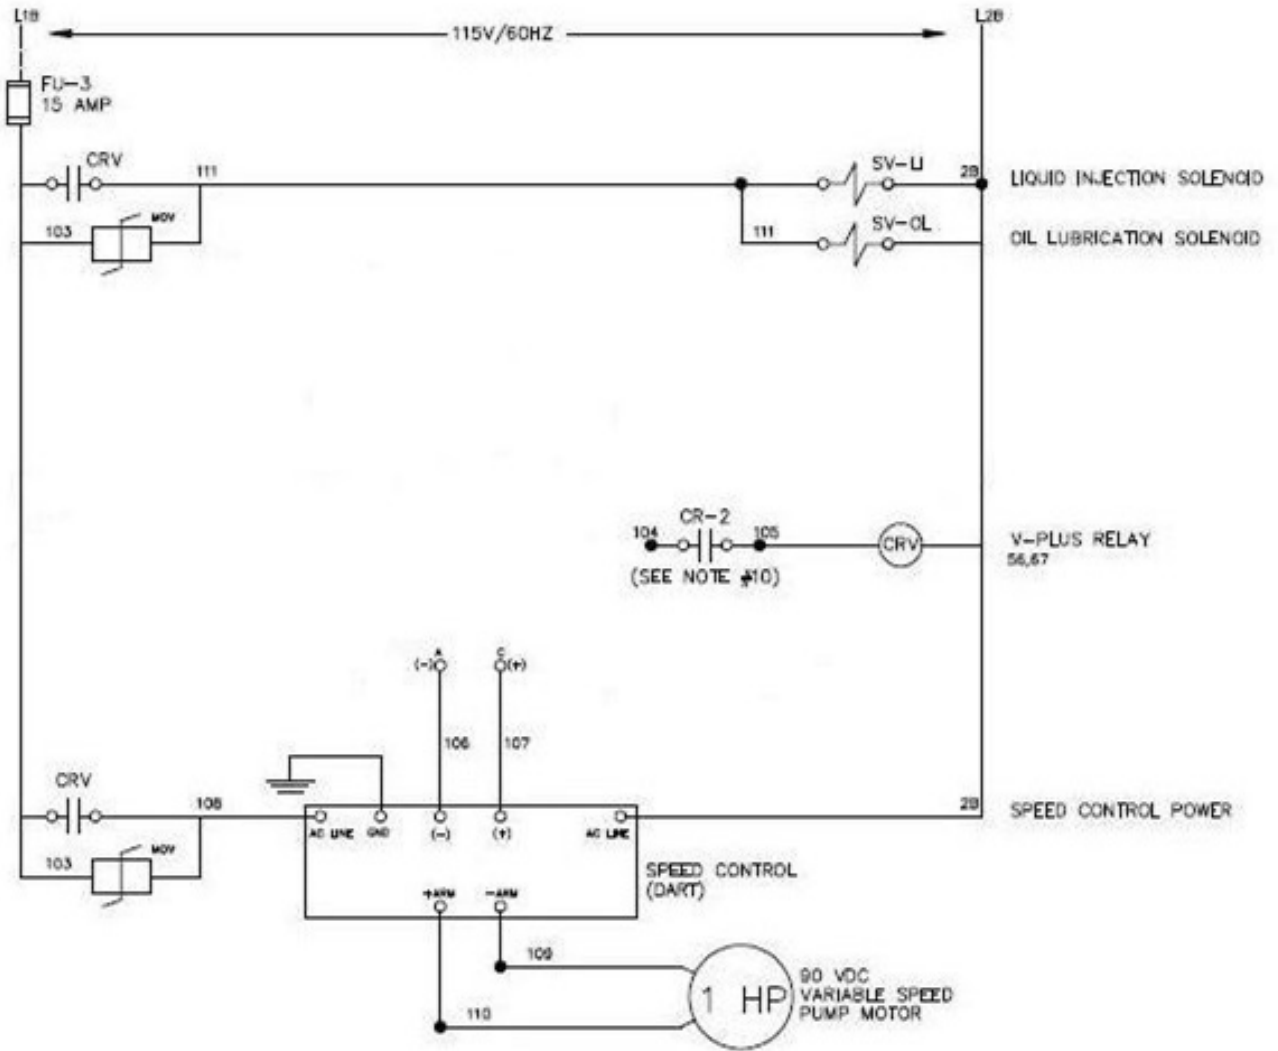 L1B
L2B
115V/60HZ
FU-3
15 AMP
CRV
111
SV-LI
2B
LIQUID INJECTION SOLENOID
MOV
103
111
SV-OL
OIL LUBRICATION SOLENOID
CR-2
104
105
CRV
V-PLUS RELAY
56,67
(SEE NOTE #10)
A
C
(-)
(+)
106
107
CRV
108
2B
SPEED CONTROL POWER
AC LINE
GND
(-)
(+)
AC LINE
103
MOV
SPEED CONTROL
(DART)
+ARM
-ARM
109
1 HP
90 VDC
VARIABLE SPEED
PUMP MOTOR
110